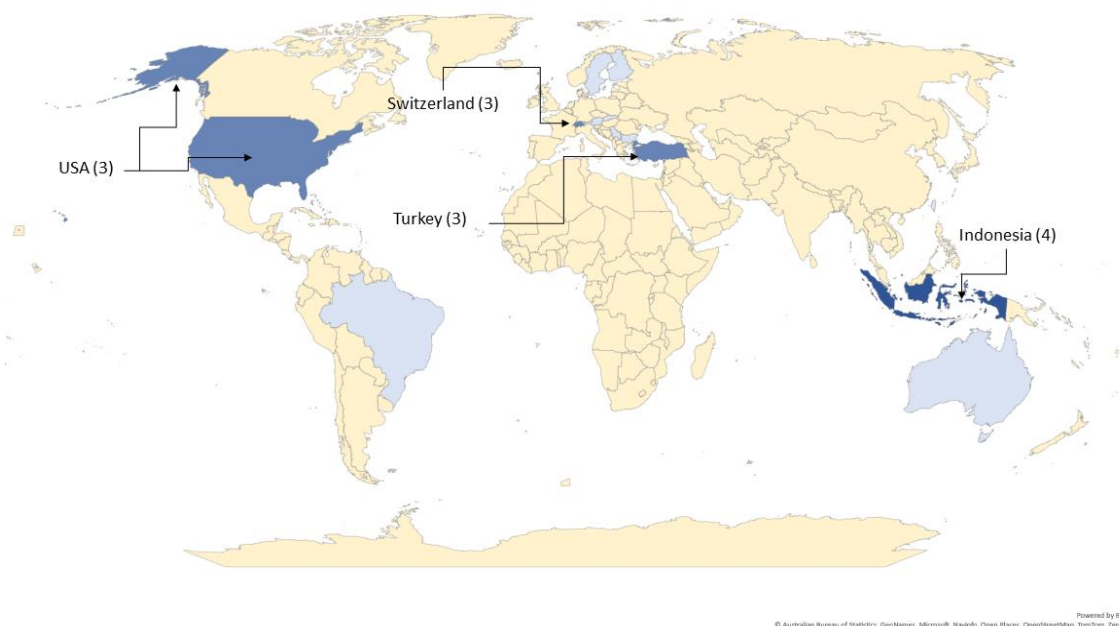 Switzerland (3)
USA (3)
Turkey (3)
Indonesia (4)
Powered by
© Australian Bureau of Statistics, GeoNames, Microsoft, Navinfo, Open Places, OpenStreetMap, TomTom,